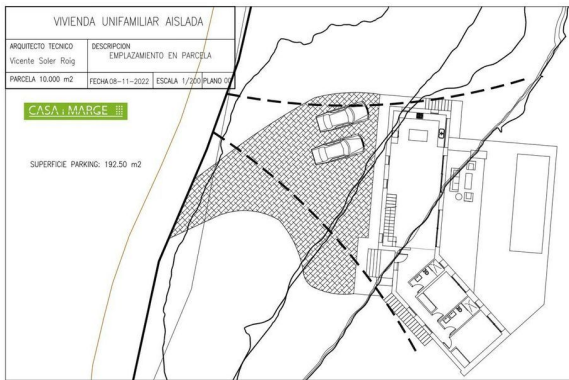 VIVIENDA UNIFAMILIAR AISLADA
ARQUITECTO TECNICO
Vicente Soler Roig
DESCRIPCION
EMPLAZAMIENTO EN PARCELA
PARCELA 10.000 m2
FECHA 08-11-2022
ESCALA 1/200
PLANO 00
CASA I MARGE
SUPERFICIE PARKING: 192.50 m2